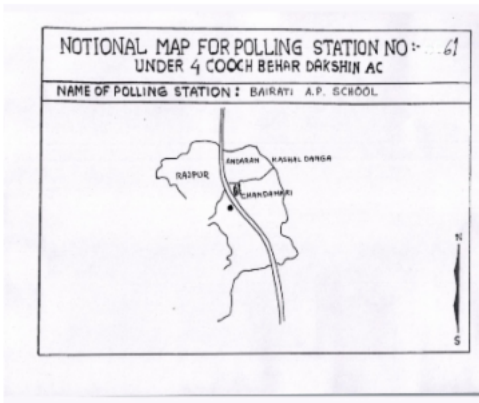 NOTIONAL MAP FOR POLLING STATION NO:- 61
UNDER 4 COOCH BEHAR DAKSHIN AC
NAME OF POLLING STATION: BAIRATI A.P. SCHOOL
ANDARAN KASHAL DANGA
RAJPUR
CHANDAMARI
N
S